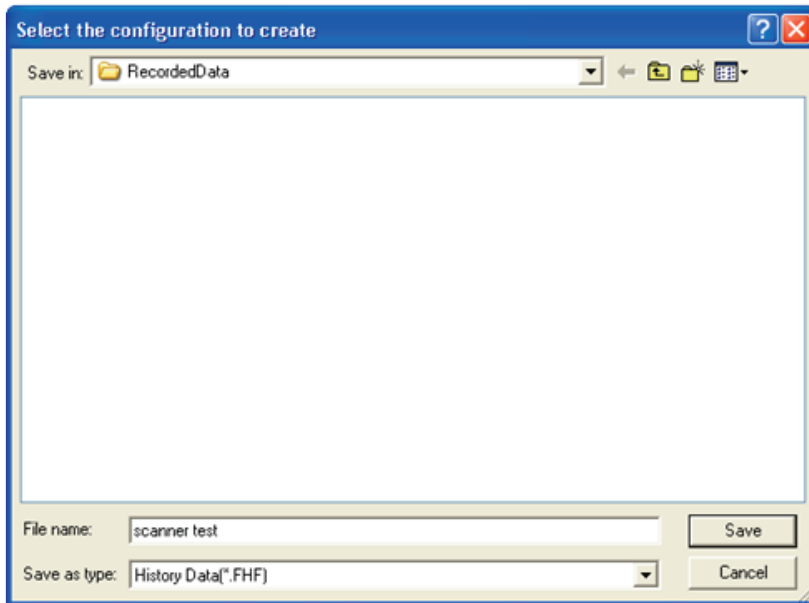 Select the configuration to create
Save in: RecordedData
File name: scanner test Save
Save as type: History Data(*.FHF) Cancel